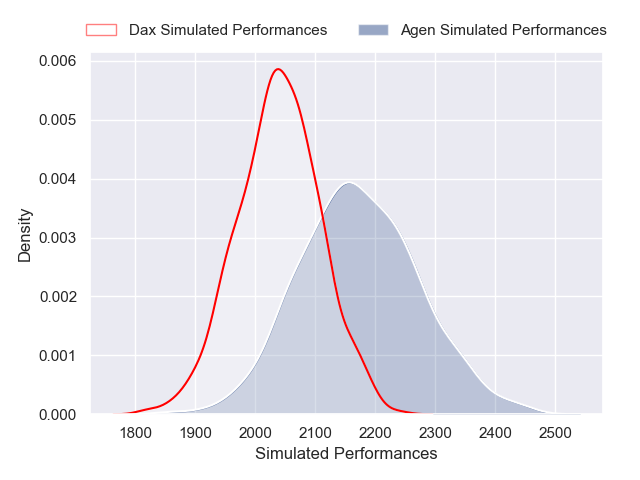 Dax Simulated Performances Agen Simulated Performances
0.006
0.005
0.004
0.003
0.002
0.001
0.000
Density
1800 1900 2000 2100 2200 2300 2400 2500
Simulated Performances